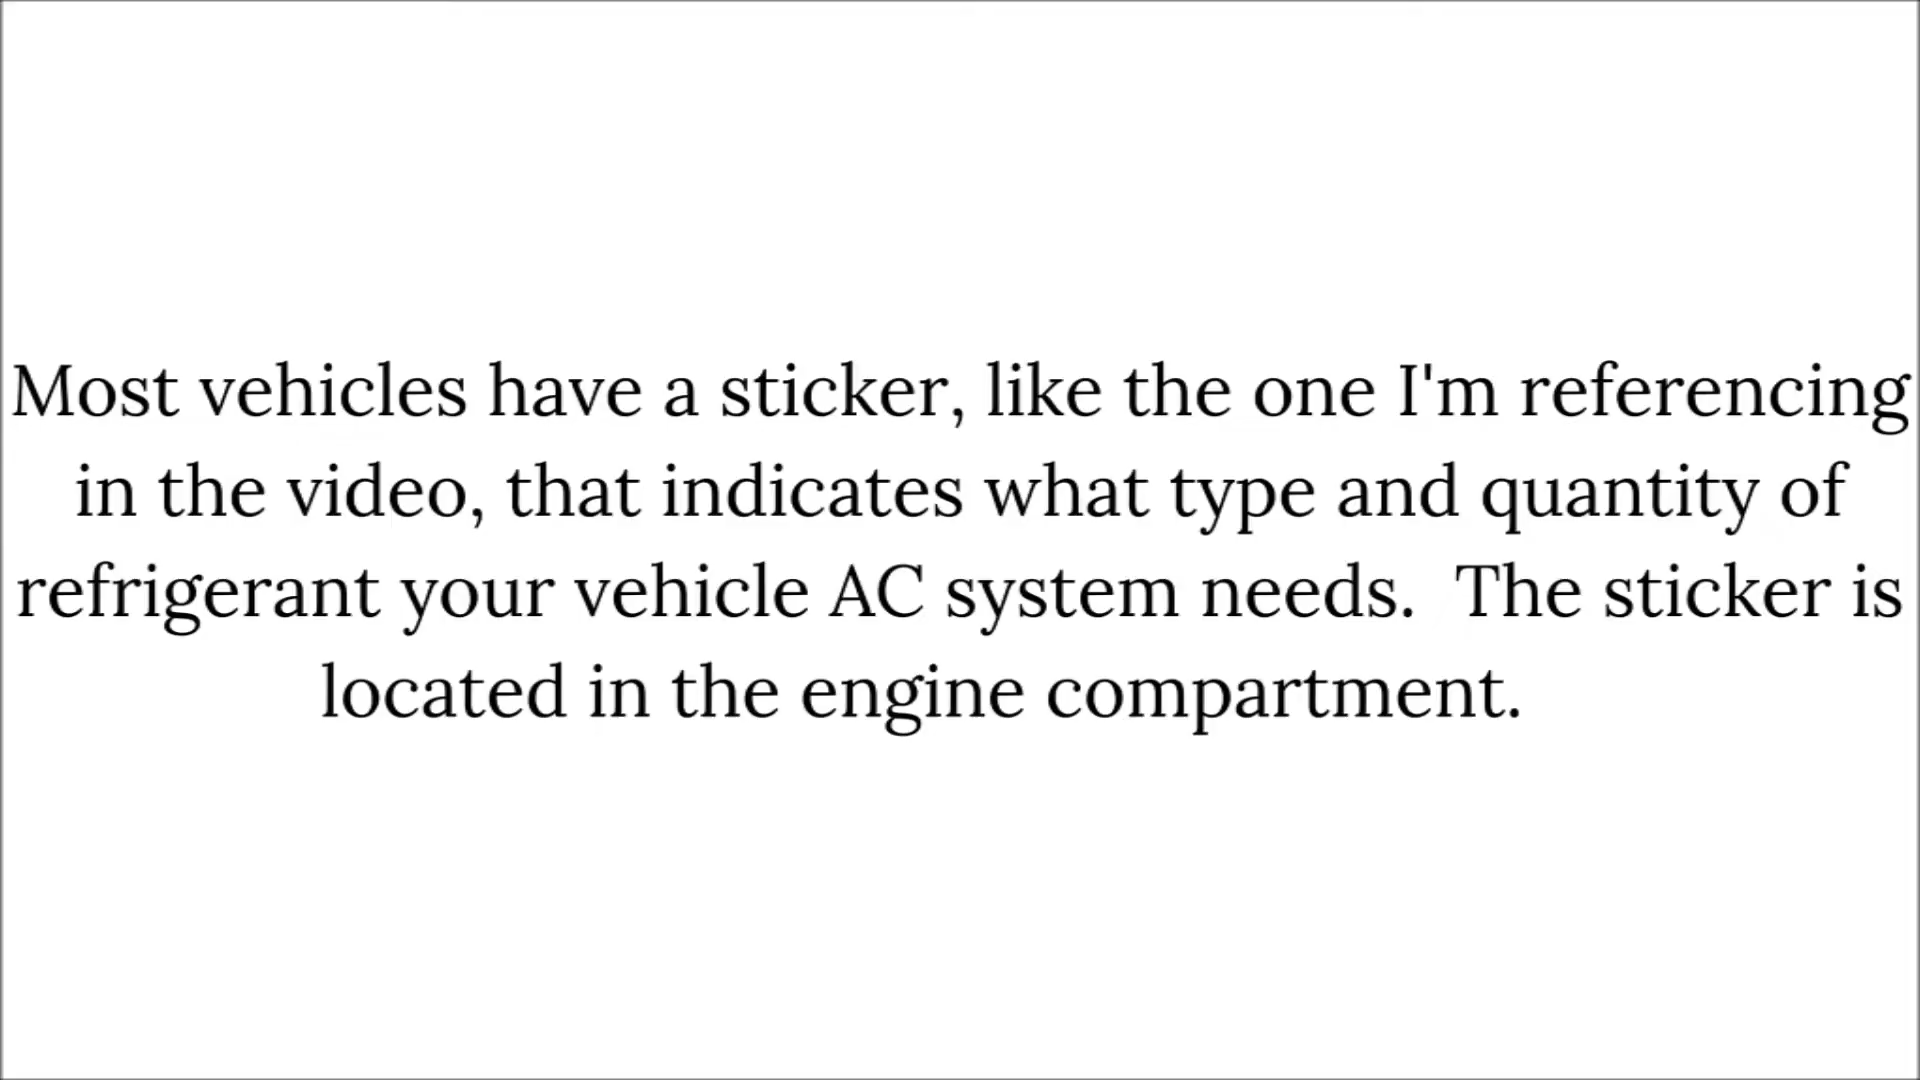 Most vehicles have a sticker, like the one I'm referencing
in the video, that indicates what type and quantity of
refrigerant your vehicle AC system needs.  The sticker is
located in the engine compartment.